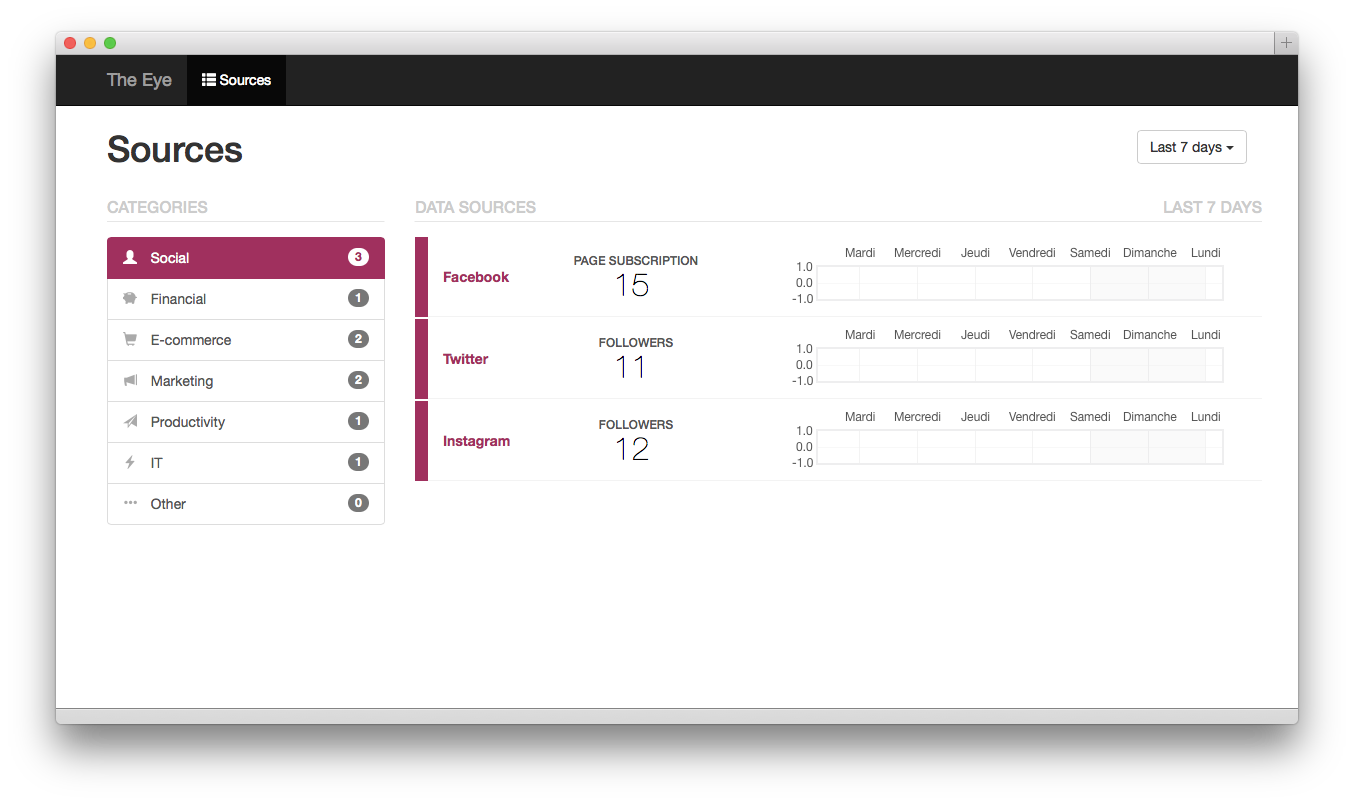 The Eye
Sources
Sources
Last 7 days
CATEGORIES
Social 3
Financial 1
E-commerce 2
Marketing 2
Productivity 1
IT 1
Other 0
DATA SOURCES LAST 7 DAYS
Facebook
PAGE SUBSCRIPTION
15
Mardi Mercredi Jeudi Vendredi Samedi Dimanche Lundi
1.0
0.0
-1.0
Twitter
FOLLOWERS
11
Mardi Mercredi Jeudi Vendredi Samedi Dimanche Lundi
1.0
0.0
-1.0
Instagram
FOLLOWERS
12
Mardi Mercredi Jeudi Vendredi Samedi Dimanche Lundi
1.0
0.0
-1.0